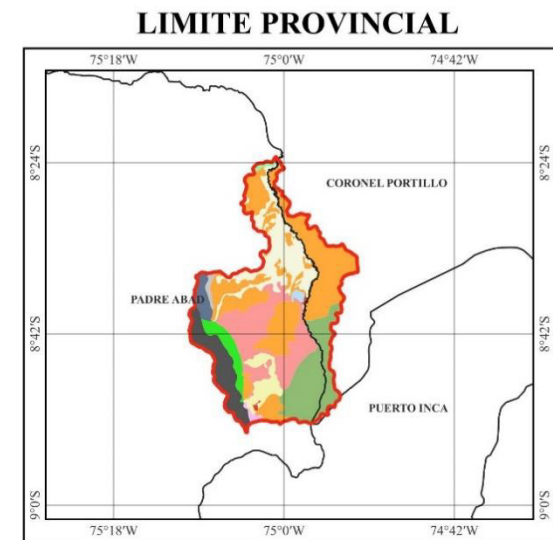 LIMITE PROVINCIAL
75°18'W 75°0'W 74°42'W
8°24'S 8°24'S
CORONEL PORTILLO
PADRE ABAD
8°42'S 8°42'S
PUERTO INCA
9°0'S 9°0'S
75°18'W 75°0'W 74°42'W